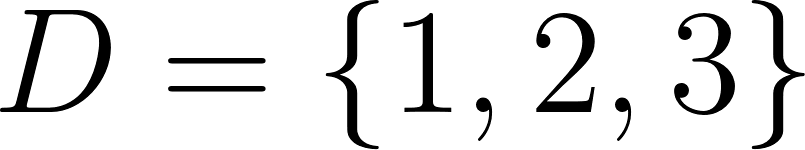 D = {1, 2, 3}